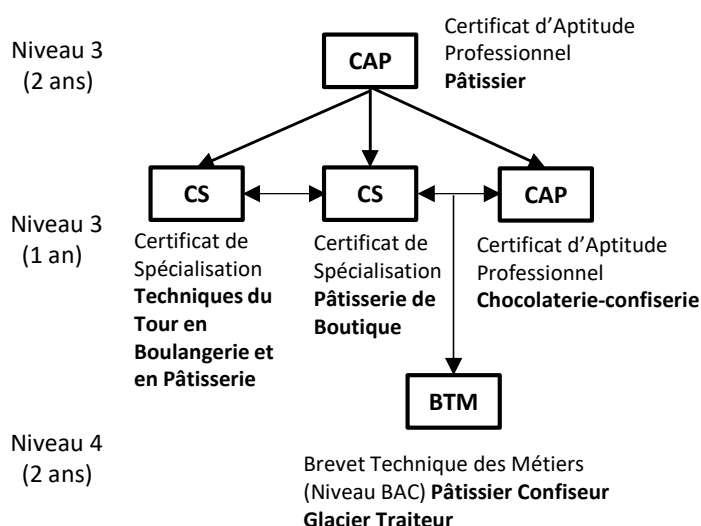 Niveau 3
(2 ans)
CAP
Certificat d’Aptitude
Professionnel
Pâtissier
Niveau 3
(1 an)
CS
Certificat de
Spécialisation
Techniques du
Tour en
Boulangerie et
en Pâtisserie
CS
Certificat de
Spécialisation
Pâtisserie de
Boutique
CAP
Certificat d’Aptitude
Professionnel
Chocolaterie-confiserie
Niveau 4
(2 ans)
BTM
Brevet Technique des Métiers
(Niveau BAC) Pâtissier Confiseur
Glacier Traiteur